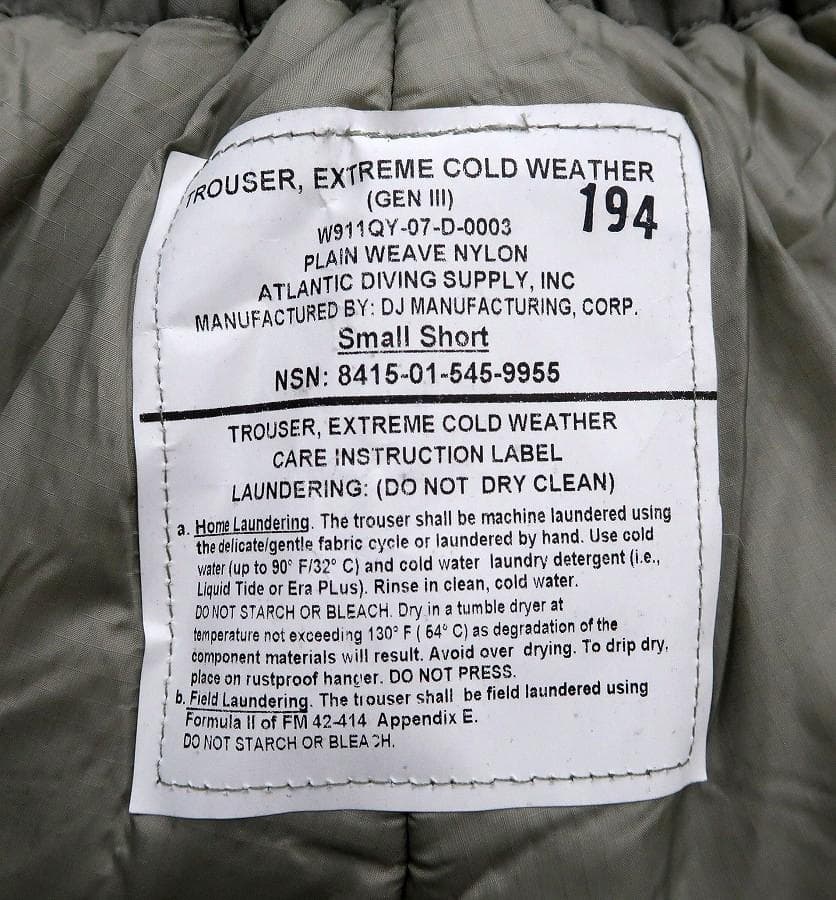 TROUSER, EXTREME COLD WEATHER
(GEN III)
194
W911QY-07-D-0003
PLAIN WEAVE NYLON
ATLANTIC DIVING SUPPLY, INC
MANUFACTURED BY: DJ MANUFACTURING, CORP.
Small Short
NSN: 8415-01-545-9955
TROUSER, EXTREME COLD WEATHER
CARE INSTRUCTION LABEL
LAUNDERING: (DO NOT DRY CLEAN)
a. Home Laundering. The trouser shall be machine laundered using
the delicate/gentle fabric cycle or laundered by hand. Use cold
water (up to 90° F/32° C) and cold water laundry detergent (i.e.,
Liquid Tide or Era PLus). Rinse in clean, cold water.
DO NOT STARCH OR BLEACH. Dry in a tumble dryer at
temperature not exceeding 130° F ( 54° C) as degradation of the
component materials will result. Avoid over drying. To drip dry,
place on rustproof hanger. DO NOT PRESS.
b. Field Laundering. The trouser shall be field laundered using
Formula II of FM 42-414 Appendix E.
DO NOT STARCH OR BLEACH.